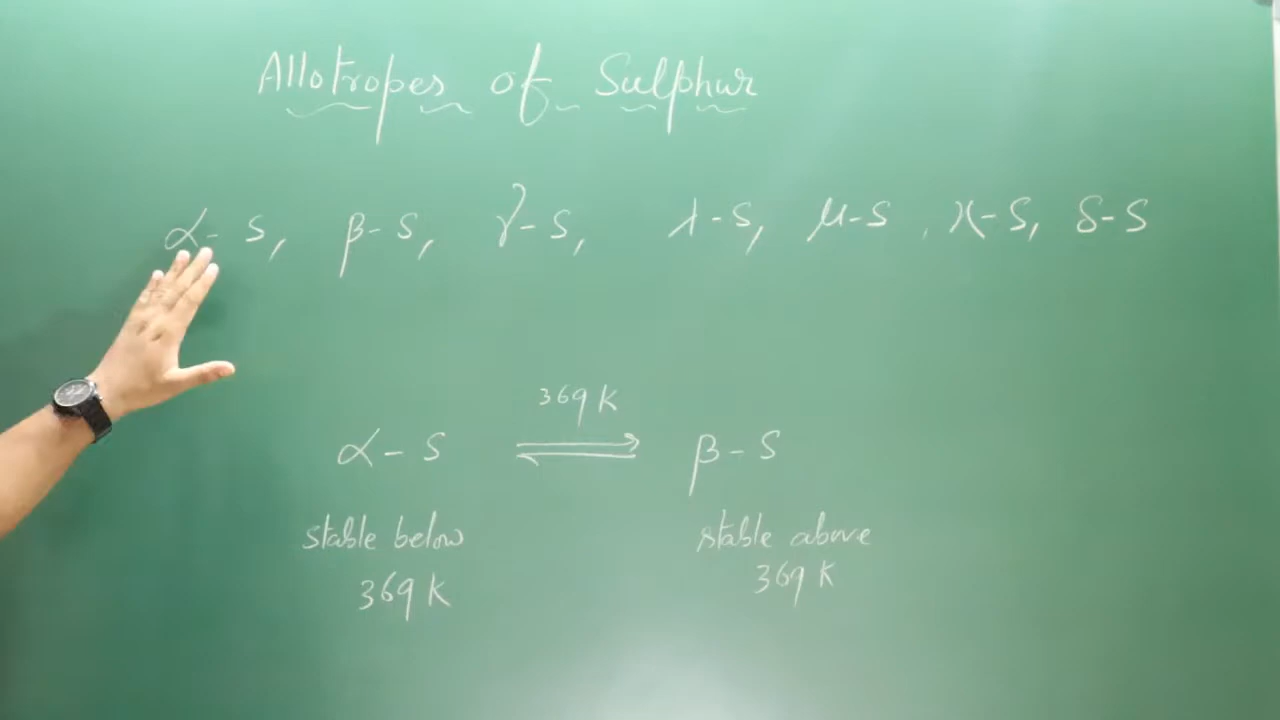 Allotropes of Sulphur
α-S, β-S, γ-S, λ-S, μ-S, χ-S, δ-S
369 K
α-S ⇌ β-S
stable below stable above
369 K 369 K